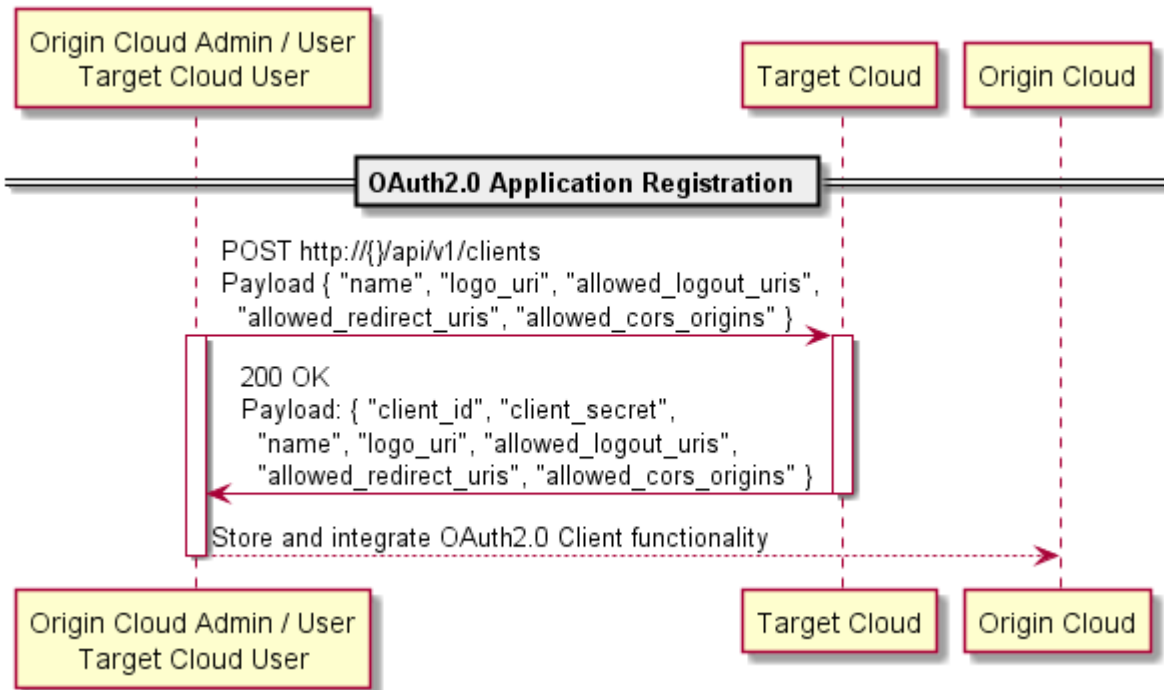 Origin Cloud Admin / User
Target Cloud User
Target Cloud
Origin Cloud
OAuth2.0 Application Registration
POST http://{}/api/v1/clients
Payload { "name", "logo_uri", "allowed_logout_uris",
"allowed_redirect_uris", "allowed_cors_origins" }
200 OK
Payload: { "client_id", "client_secret",
"name", "logo_uri", "allowed_logout_uris",
"allowed_redirect_uris", "allowed_cors_origins" }
Store and integrate OAuth2.0 Client functionality
Origin Cloud Admin / User
Target Cloud User
Target Cloud
Origin Cloud